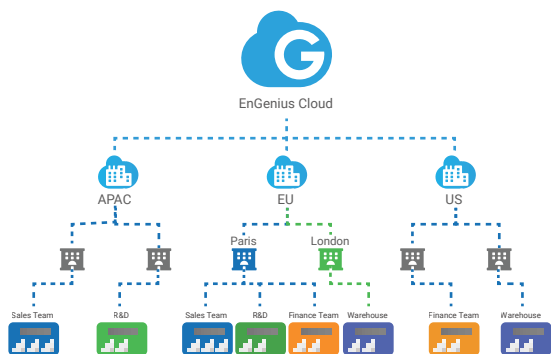 G
EnGenius Cloud
APAC
EU
US
Paris
London
Sales Team
R&D
Sales Team
R&D
Finance Team
Warehouse
Finance Team
Warehouse